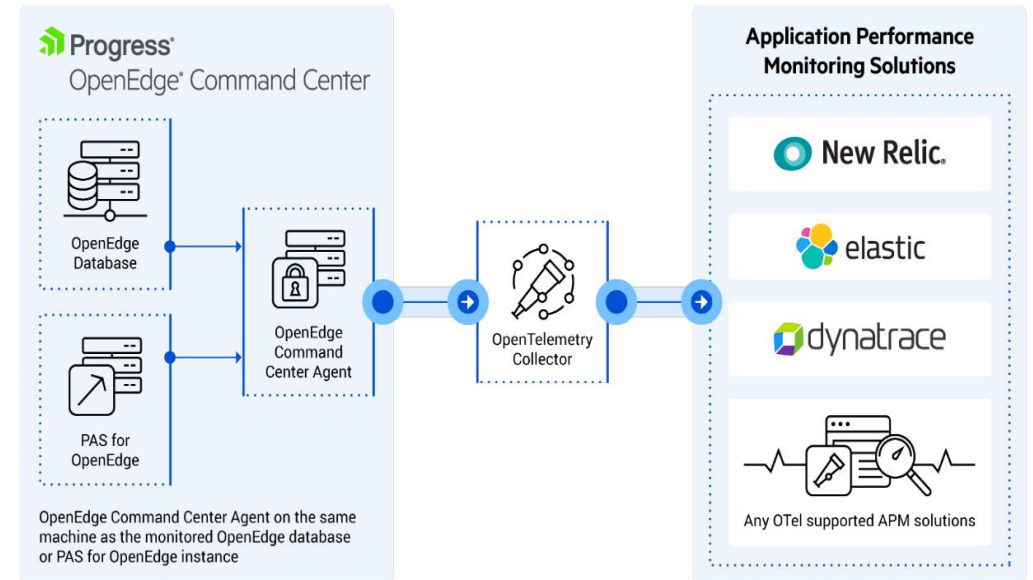 Progress®
OpenEdge® Command Center
OpenEdge
Database
PAS for
OpenEdge
OpenEdge
Command
Center Agent
OpenEdge Command Center Agent on the same
machine as the monitored OpenEdge database
or PAS for OpenEdge instance
OpenTelemetry
Collector
Application Performance
Monitoring Solutions
New Relic®
elastic
dynatrace
Any OTel supported APM solutions